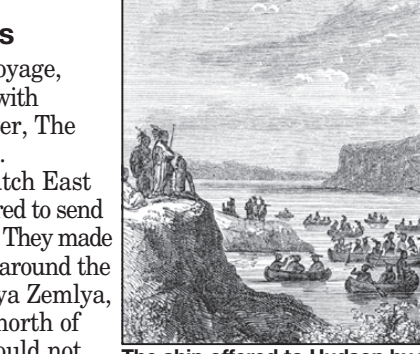 s
oyage,
with
er, The
.
tch East
red to send
They made
around the
ya Zemlya,
north of
ould not
The ship offered to Hudson by